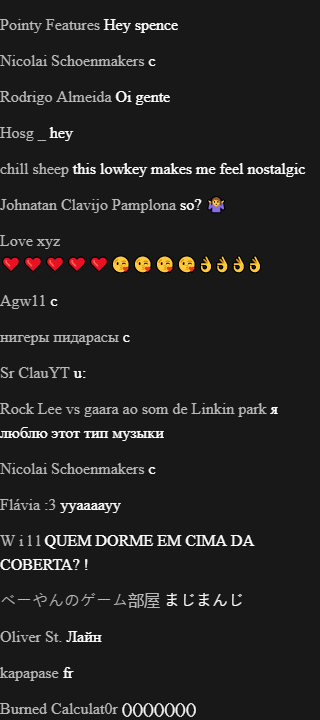 Pointy Features Hey spence
Nicolai Schoenmakers c
Rodrigo Almeida Oi gente
Hosg _ hey
chill sheep this lowkey makes me feel nostalgic
Johnatan Clavijo Pamplona so? 🤷‍♀️
Love xyz
❤️❤️❤️❤️❤️😘😘😘😘👌👌👌👌
Agw11 c
нигеры пидарасы c
Sr ClauYT u:
Rock Lee vs gaara ao som de Linkin park я
люблю этот тип музыки
Nicolai Schoenmakers c
Flávia :3 yyaaaayy
W i l l QUEM DORME EM CIMA DA
COBERTA? !
べーやんのゲーム部屋 まじまんじ
Oliver St. Лайн
kapapase fr
Burned Calculat0r ()()()()()()()